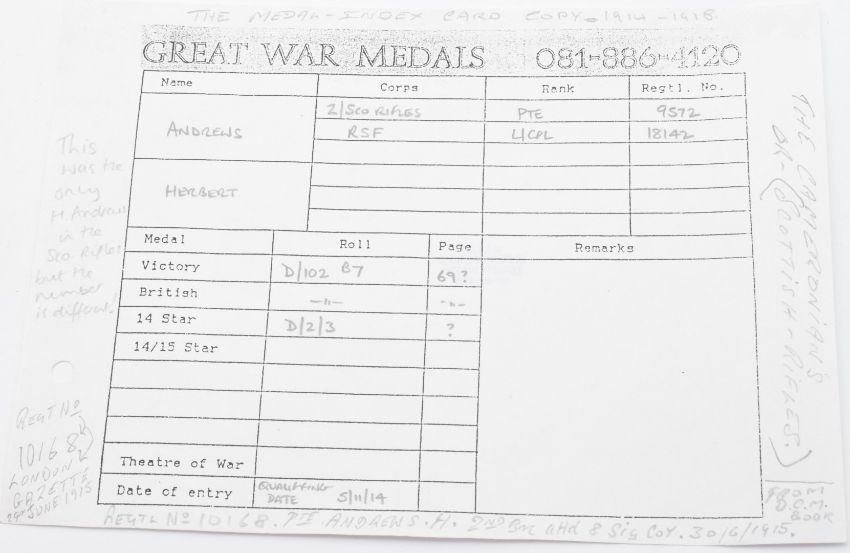 THE MEDAL-INDEX CARD COPY. 1914-1918.
GREAT WAR MEDALS 081-886-4120
Name Corps Rank Regtl. No.
ANDREWS
2/SCO RIFLES PTE 9572
RSF L/CPL 18142
HERBERT
Medal Roll Page Remarks
Victory D/102 B7 69?
British —"— -"-
14 Star D/2/3 ?
14/15 Star
Theatre of War
Date of entry QUALIFYING DATE 5/11/14
This
was the
only
H. Andrews
in the
Sco Rifles
but the
number
is different!
REGT NO
10168
LONDON
GAZETTE
29th JUNE 1915
THE CAMERONIAN'S
OR-(SCOTTISH-RIFLES.)
FROM
D.C.M.
BOOK
REGTL NO 10168. PTE ANDREWS. H. 2ND Bn attd 8 Sig Coy. 30/6/1915.